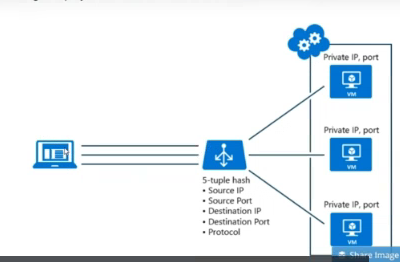 Private IP, port
VM
Private IP, port
VM
5-tuple hash
• Source IP
• Source Port
• Destination IP
• Destination Port
• Protocol
Private IP, port
VM
Share Image